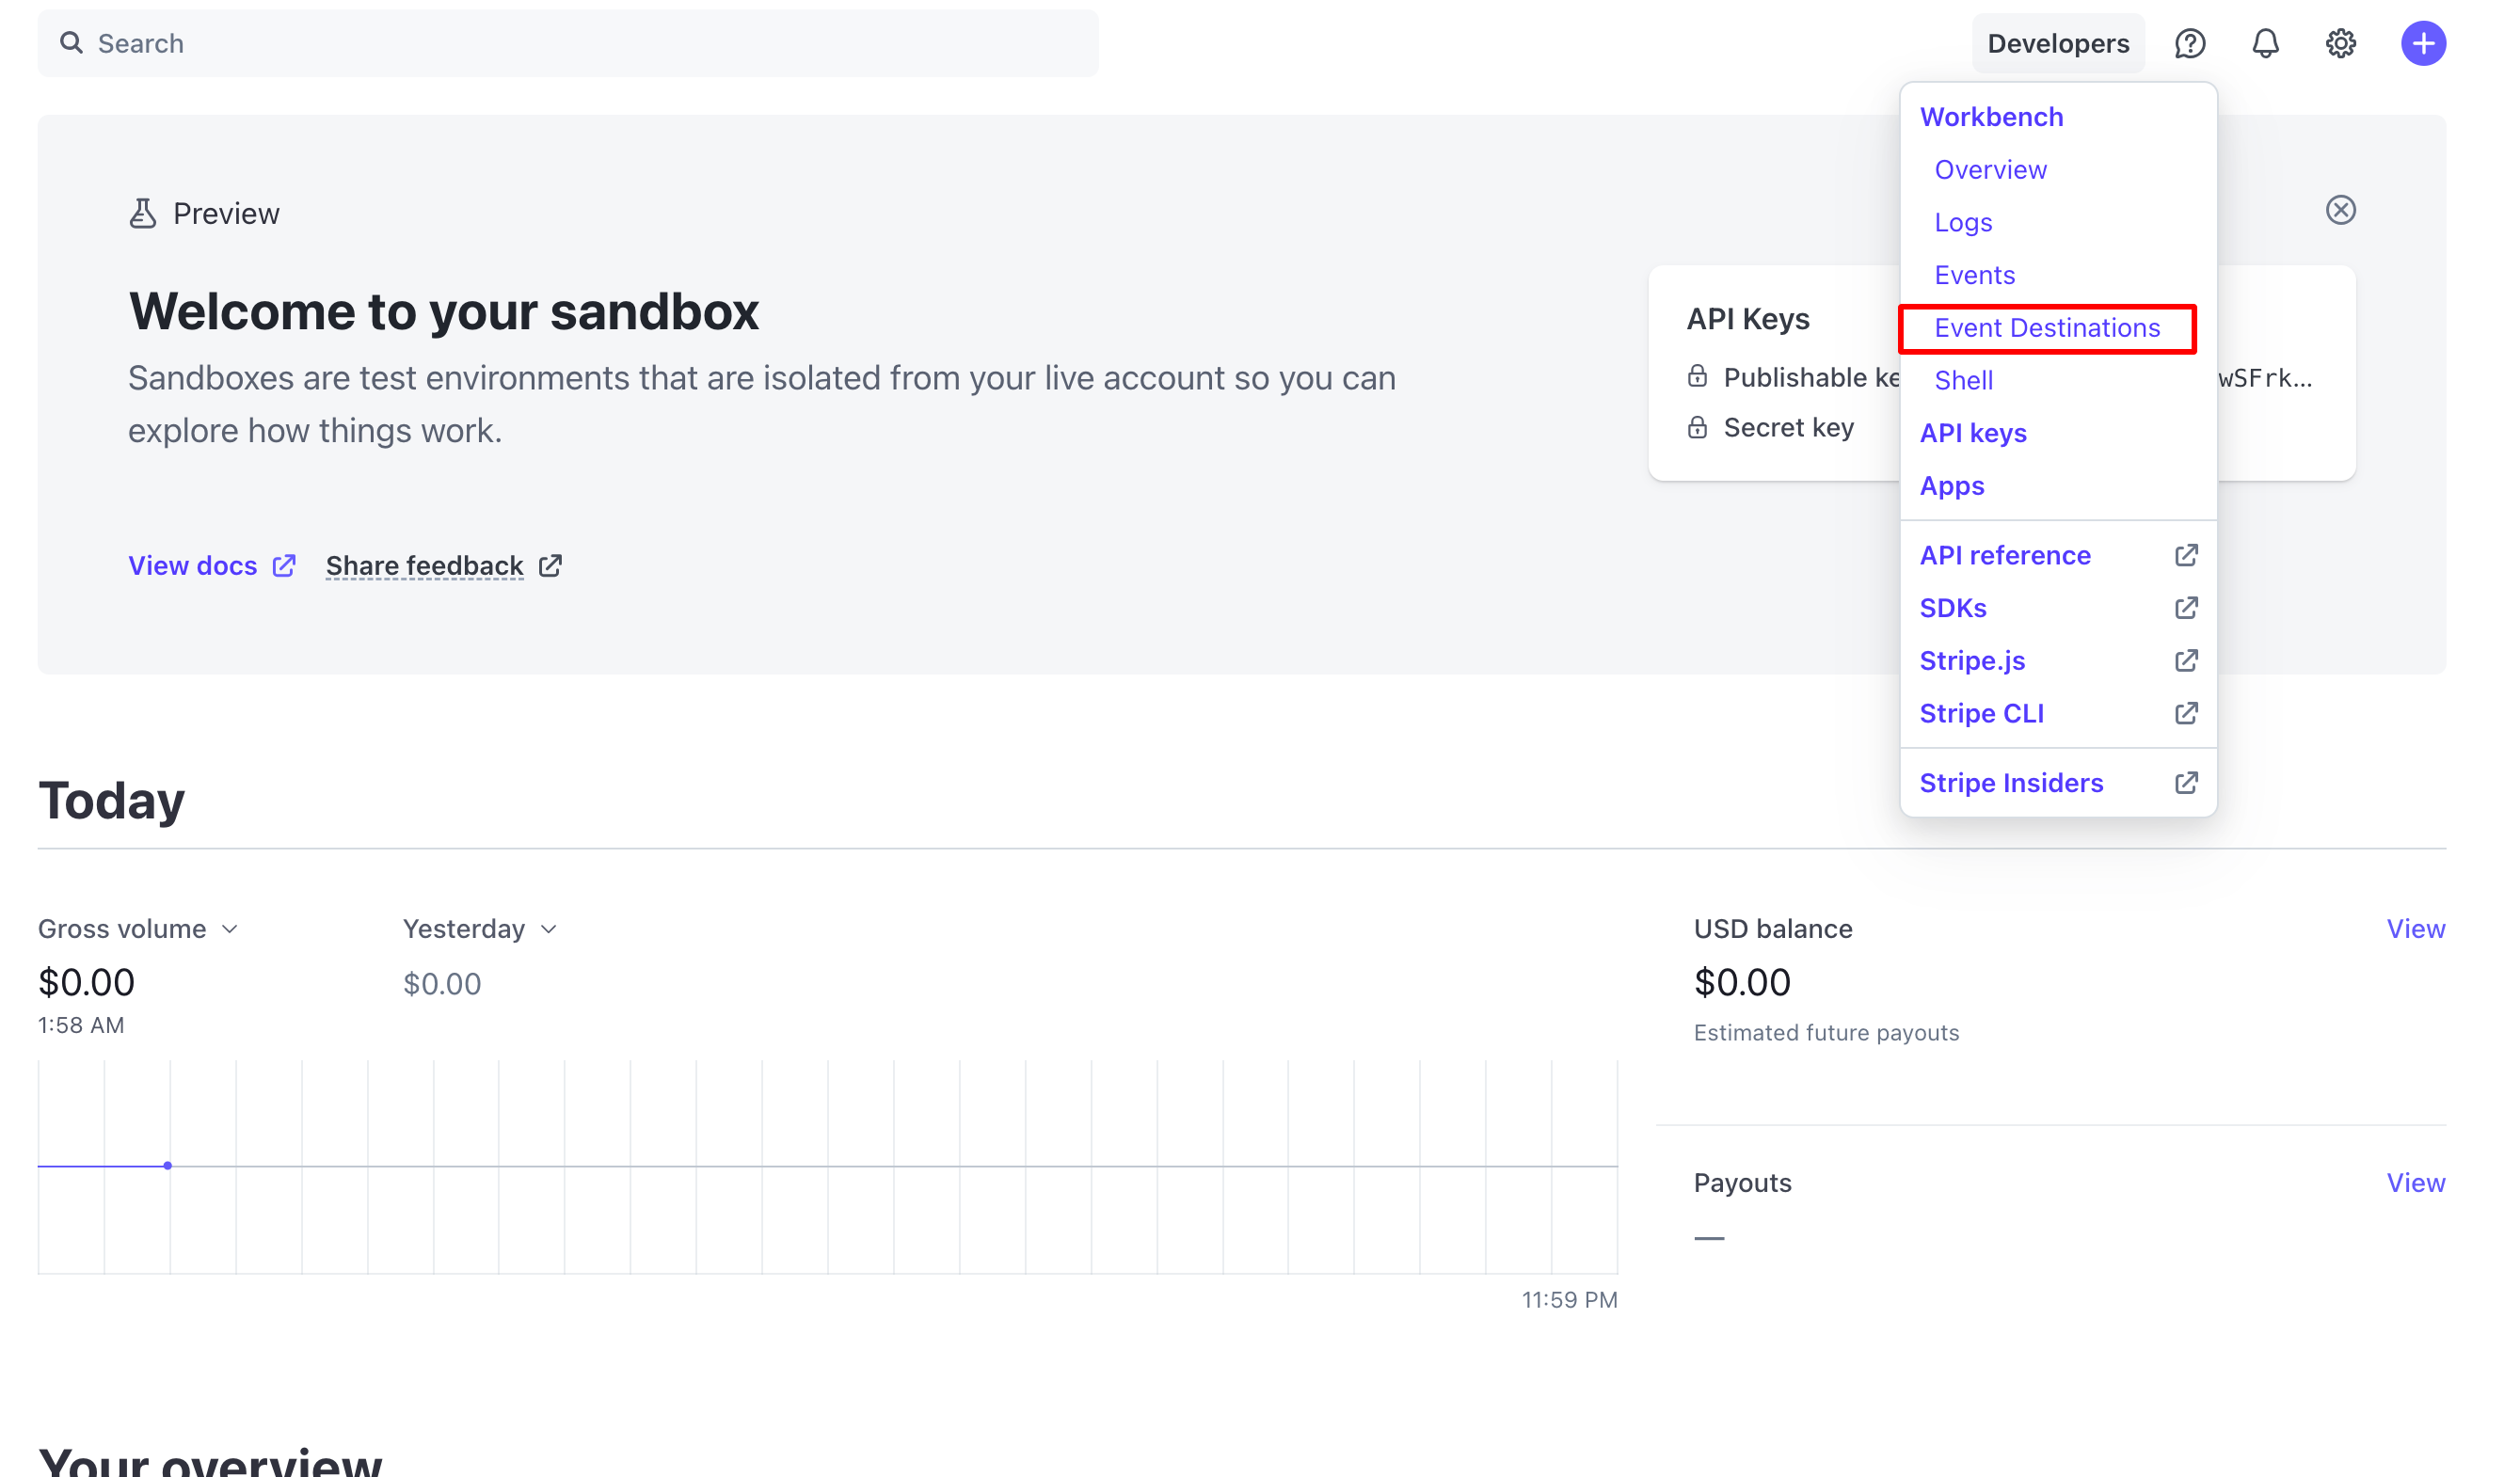 Search
Developers
Workbench
Overview
Logs
Events
Event Destinations
Shell
API keys
Apps
API reference
SDKs
Stripe.js
Stripe CLI
Stripe Insiders
Preview
Welcome to your sandbox
Sandboxes are test environments that are isolated from your live account so you can
explore how things work.
View docs
Share feedback
API Keys
Publishable ke
wSFrk...
Secret key
Today
Gross volume
$0.00
1:58 AM
Yesterday
$0.00
11:59 PM
USD balance
View
$0.00
Estimated future payouts
Payouts
View
—
Your overview